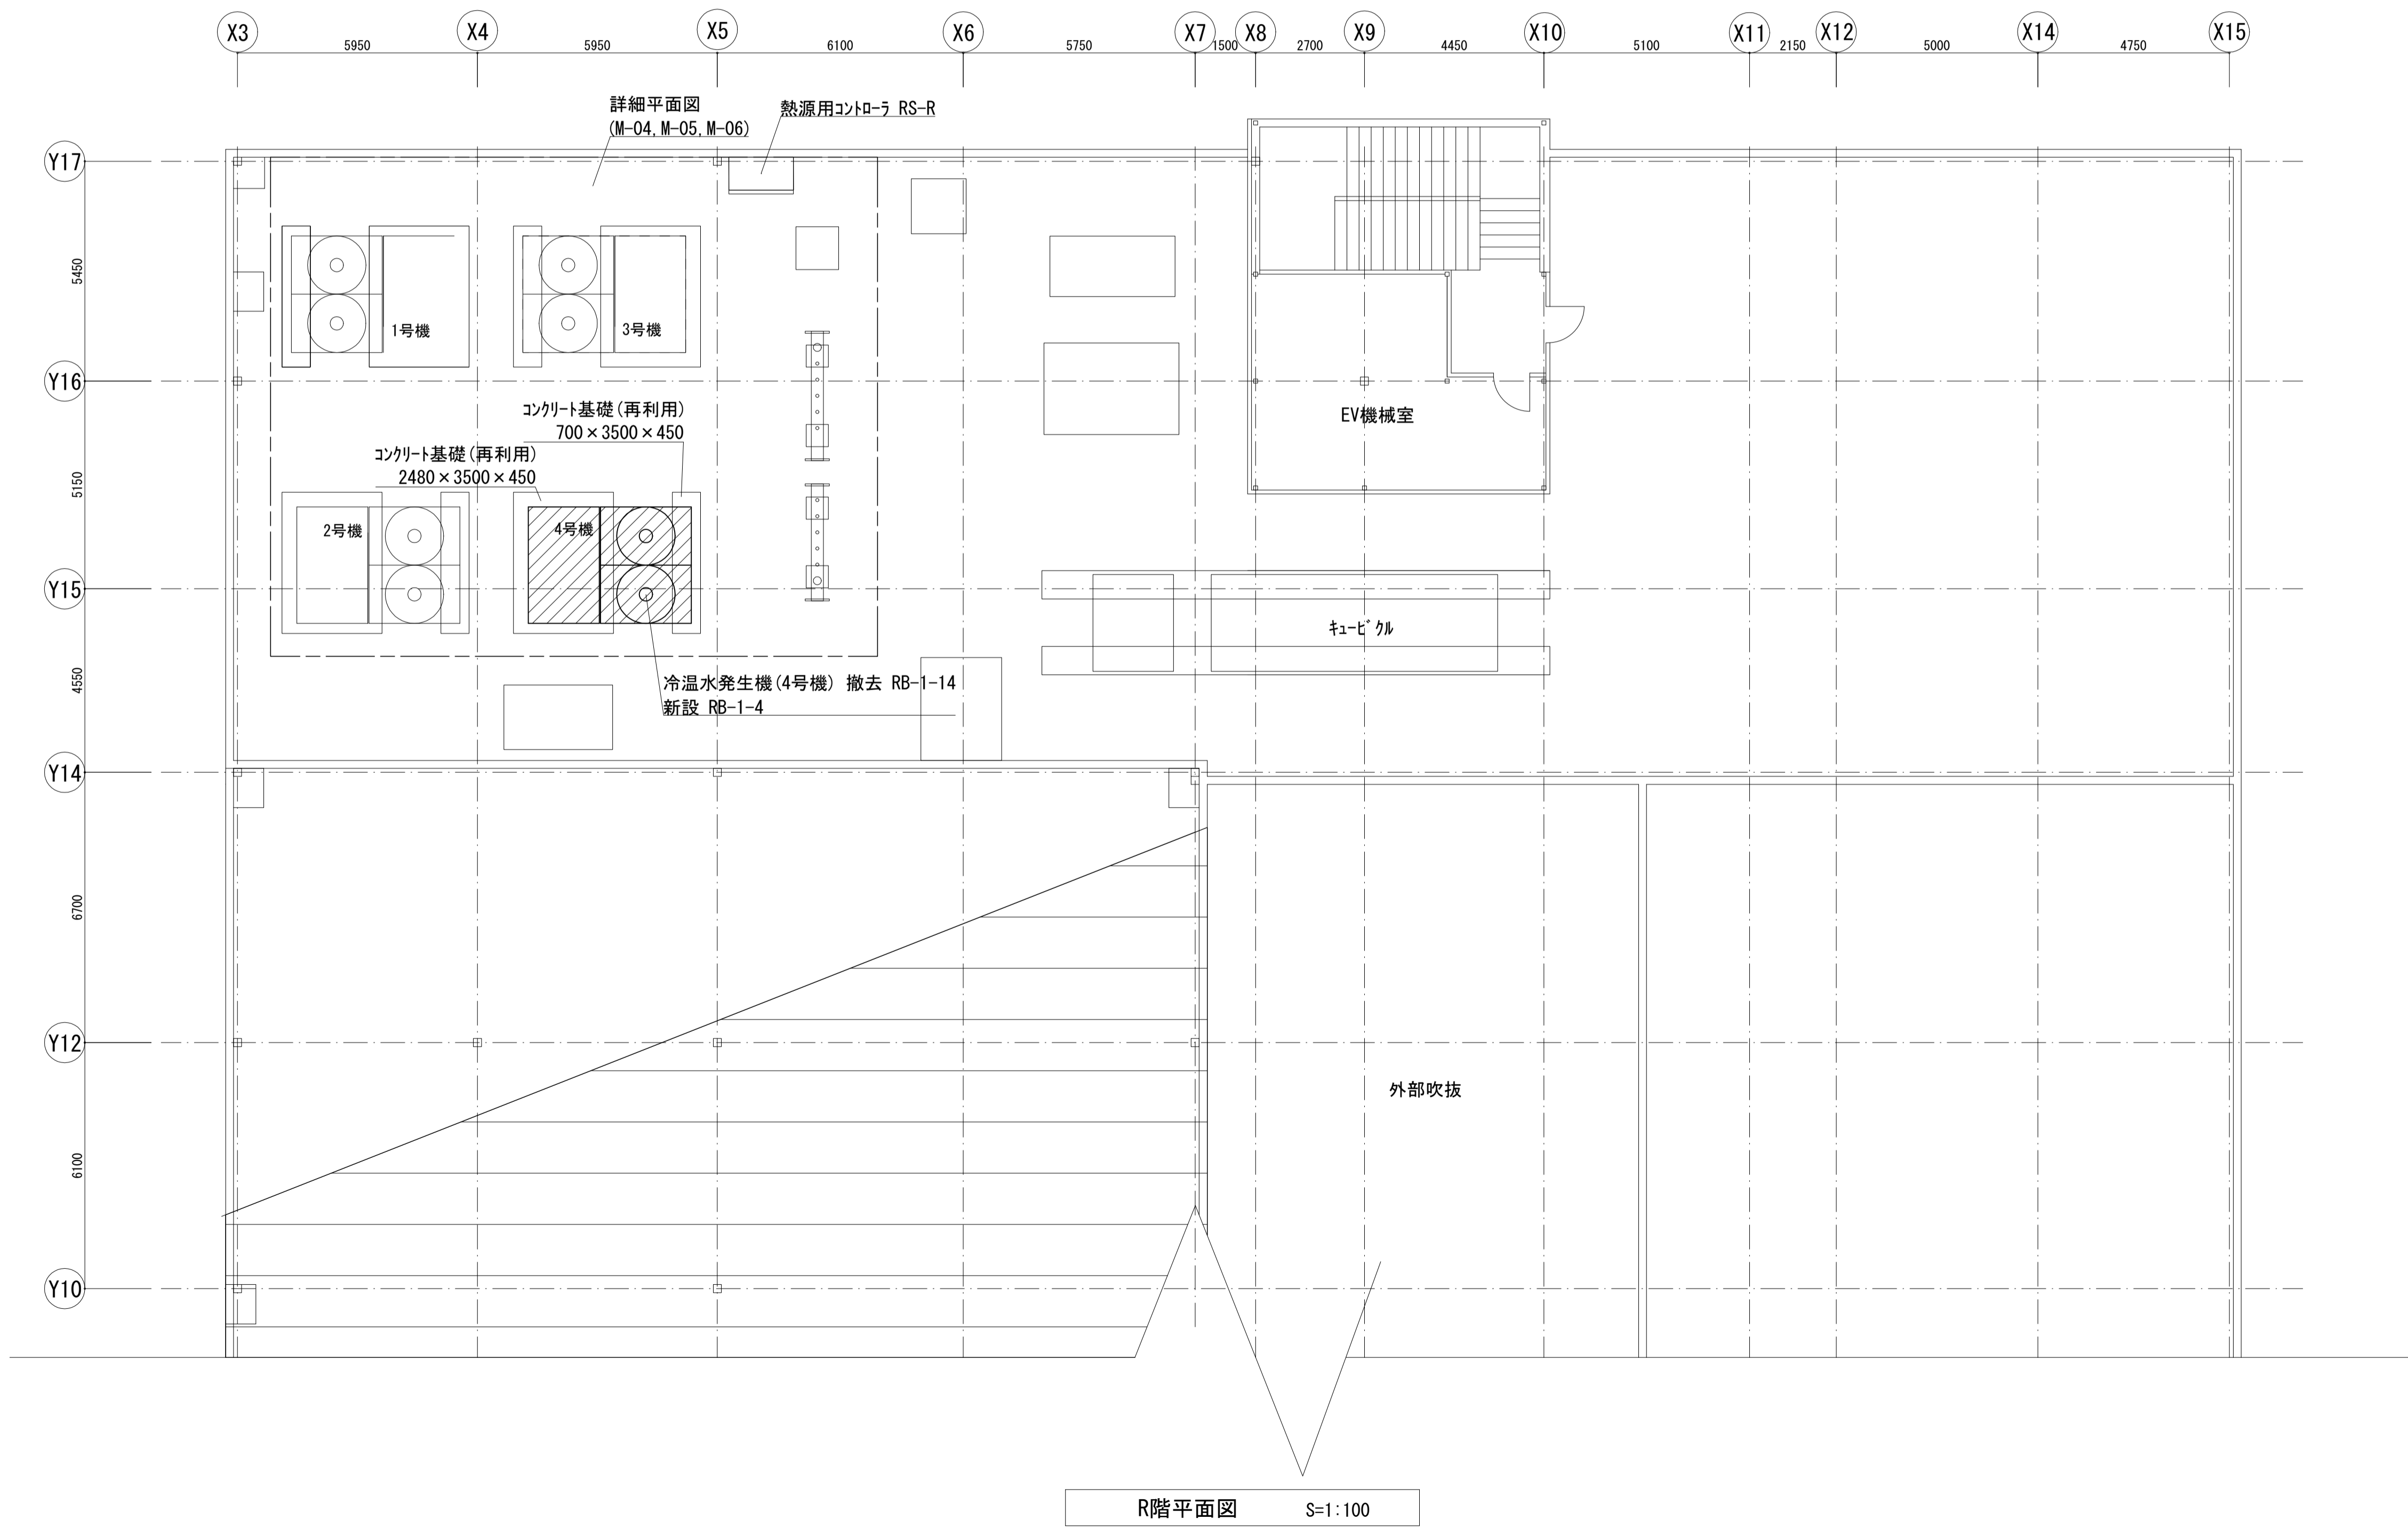 X3 X4 X5 X6 X7 X8 X9 X10 X11 X12 X14 X15
5950 5950 6100 5750 1500 2700 4450 5100 2150 5000 4750
詳細平面図
(M-04,M-05,M-06)
熱源用コントローラ RS-R
Y17
5450
1号機
3号機
Y16
コンクリート基礎(再利用)
700×3500×450
EV機械室
コンクリート基礎(再利用)
2480×3500×450
5150
2号機
4号機
Y15
キュービクル
4550
冷温水発生機(4号機) 撤去 RB-1-14
新設 RB-1-4
Y14
6700
Y12
外部吹抜
6100
Y10
R階平面図 S=1:100